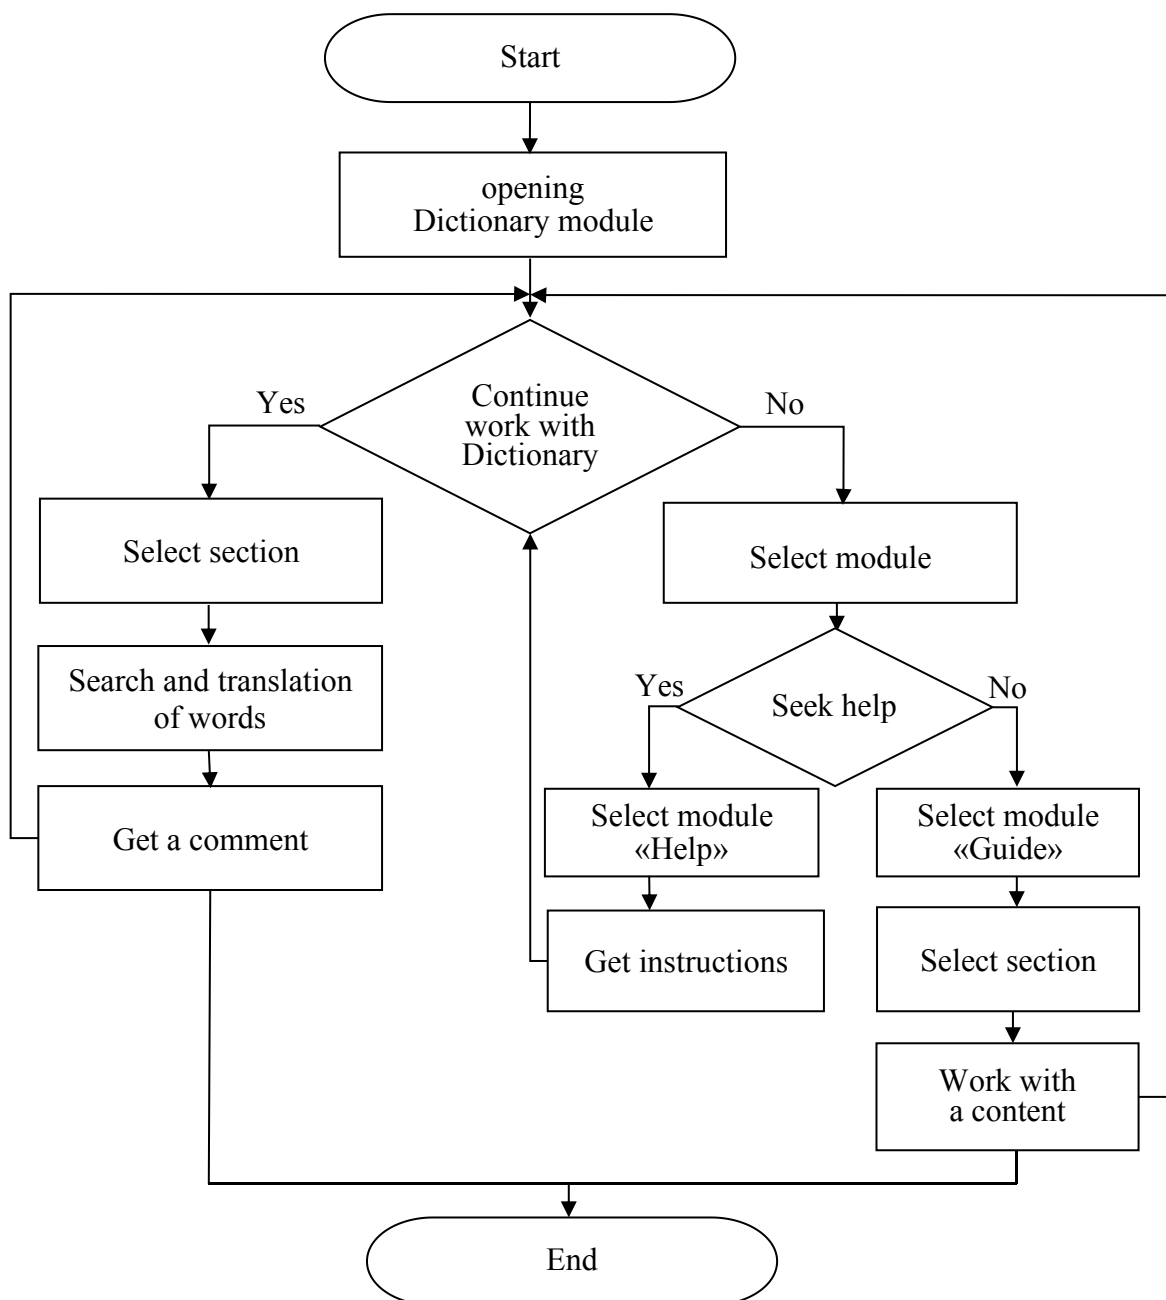 Start
opening
Dictionary module
Yes
Continue
work with
Dictionary
No
Select section
Select module
Search and translation
of words
Yes
Seek help
No
Get a comment
Select module
«Help»
Select module
«Guide»
Get instructions
Select section
Work with
a content
End